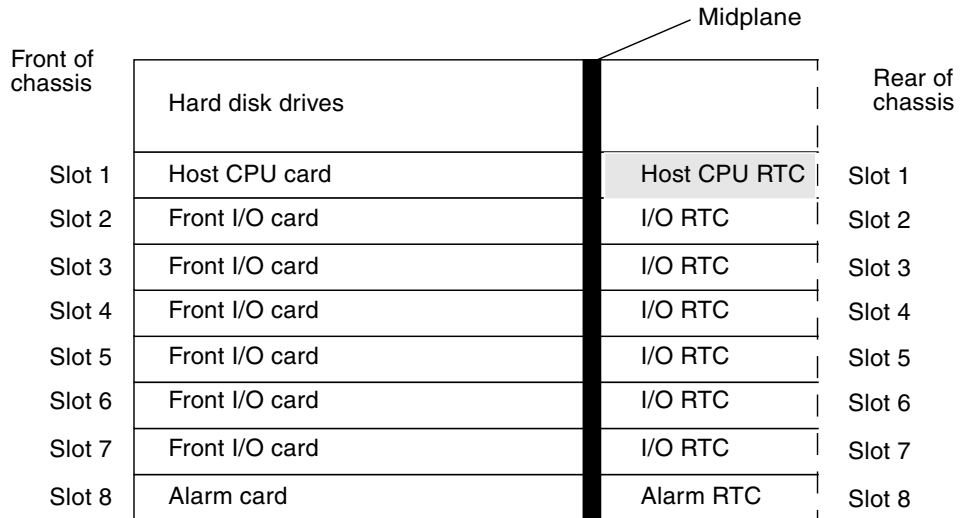 Midplane
Front of
chassis
Rear of
chassis
Hard disk drives
Slot 1 Host CPU card Host CPU RTC Slot 1
Slot 2 Front I/O card I/O RTC Slot 2
Slot 3 Front I/O card I/O RTC Slot 3
Slot 4 Front I/O card I/O RTC Slot 4
Slot 5 Front I/O card I/O RTC Slot 5
Slot 6 Front I/O card I/O RTC Slot 6
Slot 7 Front I/O card I/O RTC Slot 7
Slot 8 Alarm card Alarm RTC Slot 8